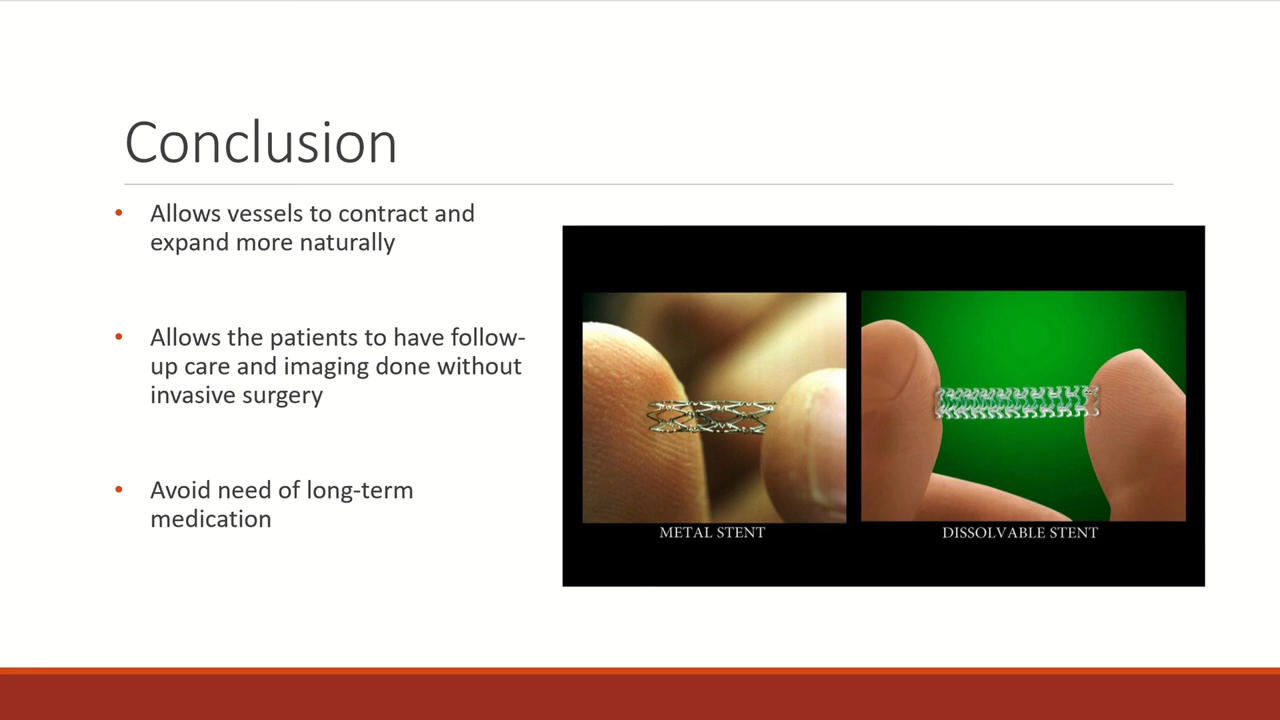 Conclusion
• Allows vessels to contract and
expand more naturally
• Allows the patients to have follow-
up care and imaging done without
invasive surgery
• Avoid need of long-term
medication
METAL STENT
DISSOLVABLE STENT